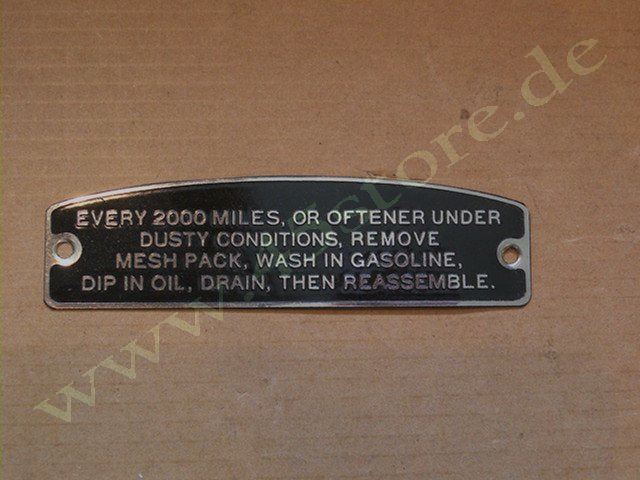 EVERY 2000 MILES, OR OFTENER UNDER
DUSTY CONDITIONS, REMOVE
MESH PACK, WASH IN GASOLINE,
DIP IN OIL, DRAIN, THEN REASSEMBLE.